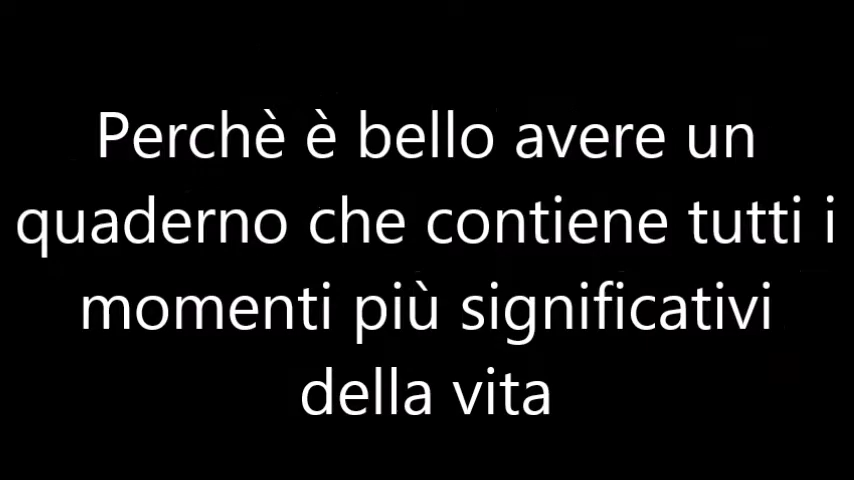 Perchè è bello avere un
quaderno che contiene tutti i
momenti più significativi
della vita